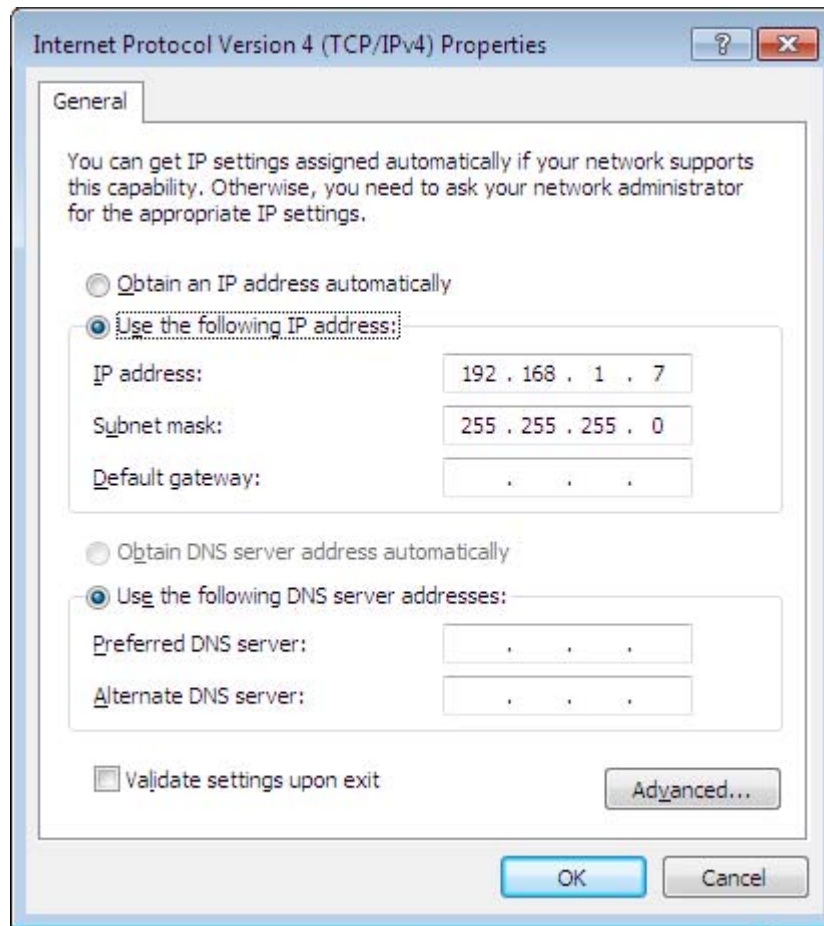 Internet Protocol Version 4 (TCP/IPv4) Properties
General
You can get IP settings assigned automatically if your network supports
this capability. Otherwise, you need to ask your network administrator
for the appropriate IP settings.
Obtain an IP address automatically
Use the following IP address:
IP address: 192 . 168 . 1 . 7
Subnet mask: 255 . 255 . 255 . 0
Default gateway: . . .
Obtain DNS server address automatically
Use the following DNS server addresses:
Preferred DNS server: . . .
Alternate DNS server: . . .
Validate settings upon exit
Advanced...
OK Cancel